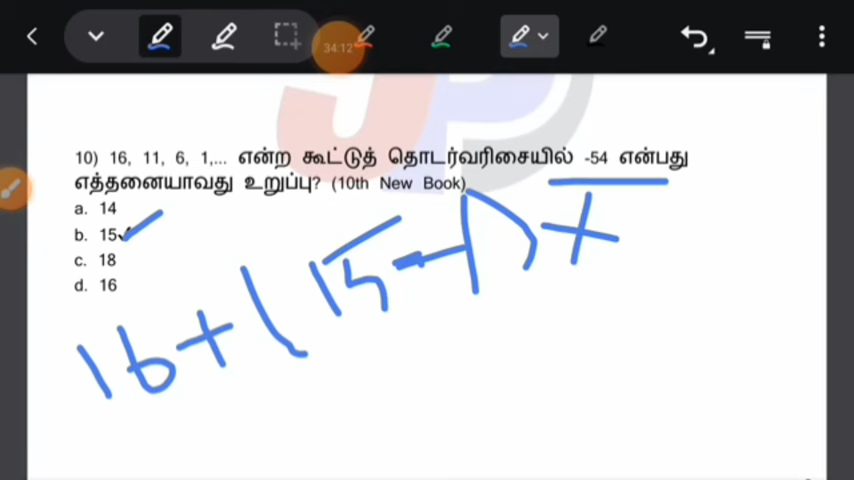 34:12
10) 16, 11, 6, 1,... என்ற கூட்டுத் தொடர்வரிசையில் -54 என்பது
எத்தனையாவது உறுப்பு? (10th New Book)
a. 14
b. 15✓
c. 18
d. 16
16+(15-1)×